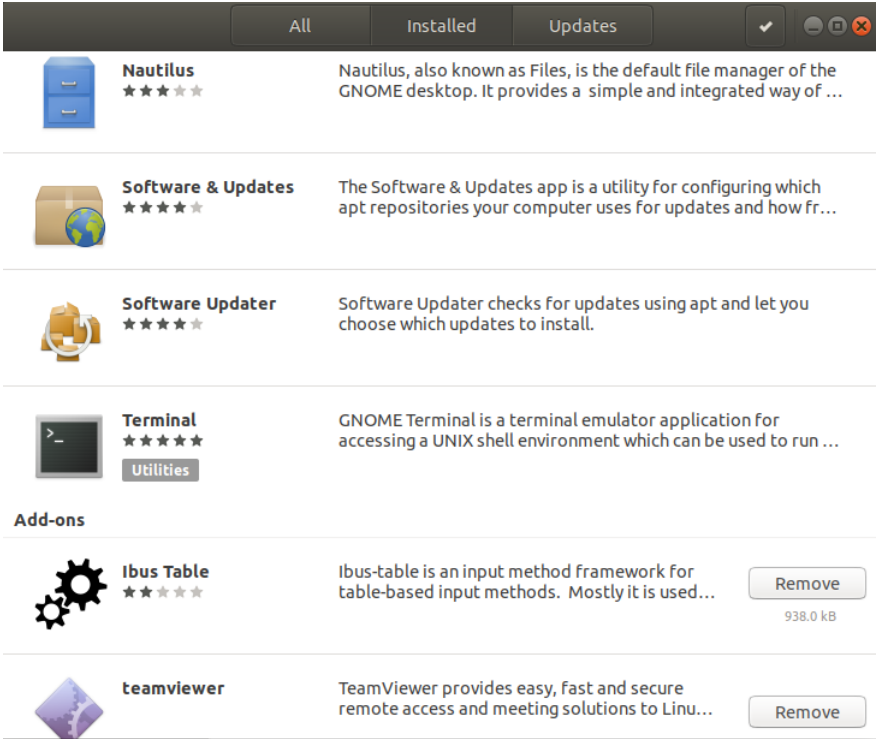 All Installed Updates
Nautilus
Nautilus, also known as Files, is the default file manager of the
GNOME desktop. It provides a simple and integrated way of …
Software & Updates
The Software & Updates app is a utility for configuring which
apt repositories your computer uses for updates and how fr…
Software Updater
Software Updater checks for updates using apt and let you
choose which updates to install.
Terminal
Utilities
GNOME Terminal is a terminal emulator application for
accessing a UNIX shell environment which can be used to run …
Add-ons
Ibus Table
Ibus-table is an input method framework for
table-based input methods. Mostly it is used…
Remove
938.0 kB
teamviewer
TeamViewer provides easy, fast and secure
remote access and meeting solutions to Linu…
Remove